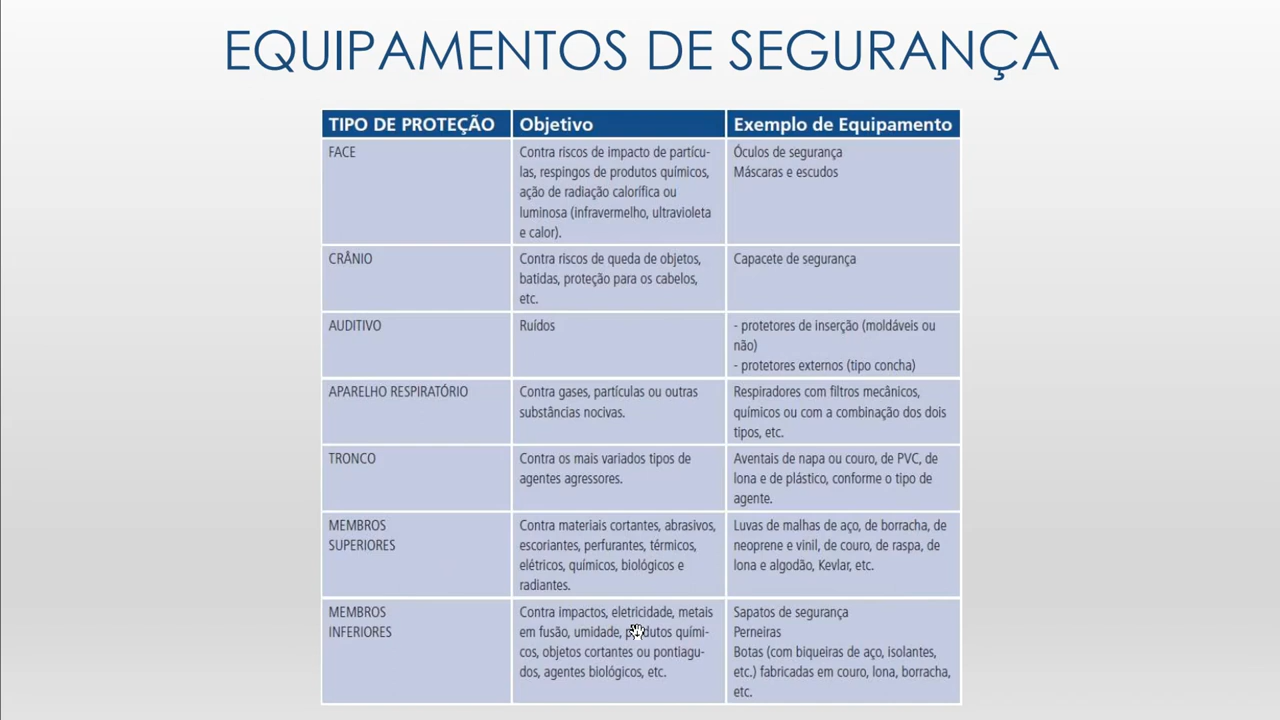 EQUIPAMENTOS DE SEGURANÇA
TIPO DE PROTEÇÃO
Objetivo
Exemplo de Equipamento
FACE
Contra riscos de impacto de partícu-
las, respingos de produtos químicos,
ação de radiação calorífica ou
luminosa (infravermelho, ultravioleta
e calor).
Óculos de segurança
Máscaras e escudos
CRÂNIO
Contra riscos de queda de objetos,
batidas, proteção para os cabelos,
etc.
Capacete de segurança
AUDITIVO
Ruídos
- protetores de inserção (moldáveis ou
não)
- protetores externos (tipo concha)
APARELHO RESPIRATÓRIO
Contra gases, partículas ou outras
substâncias nocivas.
Respiradores com filtros mecânicos,
químicos ou com a combinação dos dois
tipos, etc.
TRONCO
Contra os mais variados tipos de
agentes agressores.
Aventais de napa ou couro, de PVC, de
lona e de plástico, conforme o tipo de
agente.
MEMBROS
SUPERIORES
Contra materiais cortantes, abrasivos,
escoriantes, perfurantes, térmicos,
elétricos, químicos, biológicos e
radiantes.
Luvas de malhas de aço, de borracha, de
neoprene e vinil, de couro, de raspa, de
lona e algodão, Kevlar, etc.
MEMBROS
INFERIORES
Contra impactos, eletricidade, metais
em fusão, umidade, produtos quími-
cos, objetos cortantes ou pontiagu-
dos, agentes biológicos, etc.
Sapatos de segurança
Perneiras
Botas (com biqueiras de aço, isolantes,
etc.) fabricadas em couro, lona, borracha,
etc.